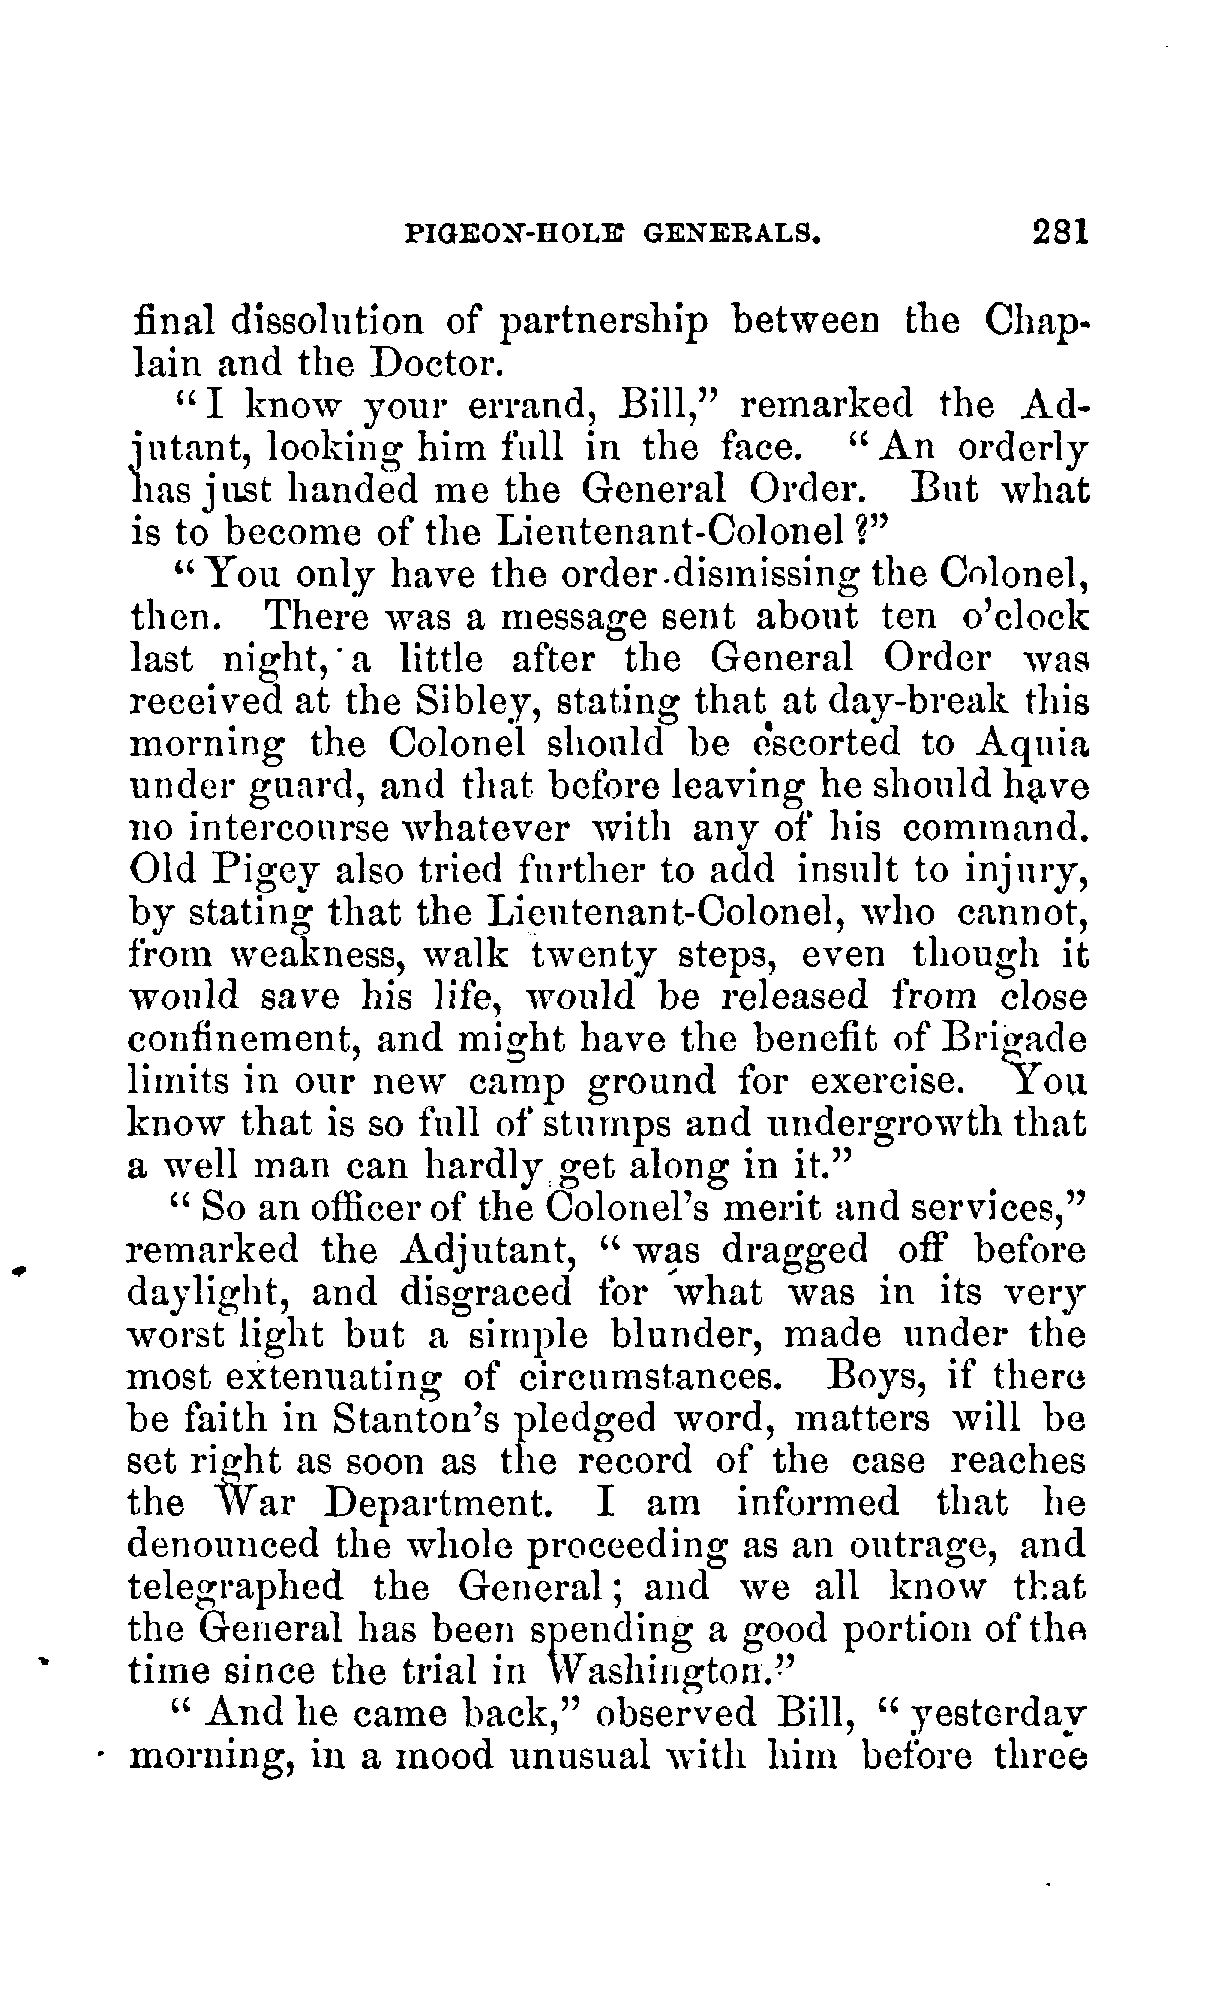 PIGEON-HOLE GENERALS. 281
final dissolution of partnership between the Chap-
lain and the Doctor.
"I know your errand, Bill," remarked the Ad-
jutant, looking him full in the face. "An orderly
has just handed me the General Order. But what
is to become of the Lieutenant-Colonel?"
"You only have the order dismissing the Colonel,
then. There was a message sent about ten o'clock
last night, a little after the General Order was
received at the Sibley, stating that at day-break this
morning the Colonel should be escorted to Aquia
under guard, and that before leaving he should have
no intercourse whatever with any of his command.
Old Pigey also tried further to add insult to injury,
by stating that the Lieutenant-Colonel, who cannot,
from weakness, walk twenty steps, even though it
would save his life, would be released from close
confinement, and might have the benefit of Brigade
limits in our new camp ground for exercise. You
know that is so full of stumps and undergrowth that
a well man can hardly get along in it."
"So an officer of the Colonel's merit and services,"
remarked the Adjutant, "was dragged off before
daylight, and disgraced for what was in its very
worst light but a simple blunder, made under the
most extenuating of circumstances. Boys, if there
be faith in Stanton's pledged word, matters will be
set right as soon as the record of the case reaches
the War Department. I am informed that he
denounced the whole proceeding as an outrage, and
telegraphed the General; and we all know that
the General has been spending a good portion of the
time since the trial in Washington."
"And he came back," observed Bill, "yesterday
morning, in a mood unusual with him before three